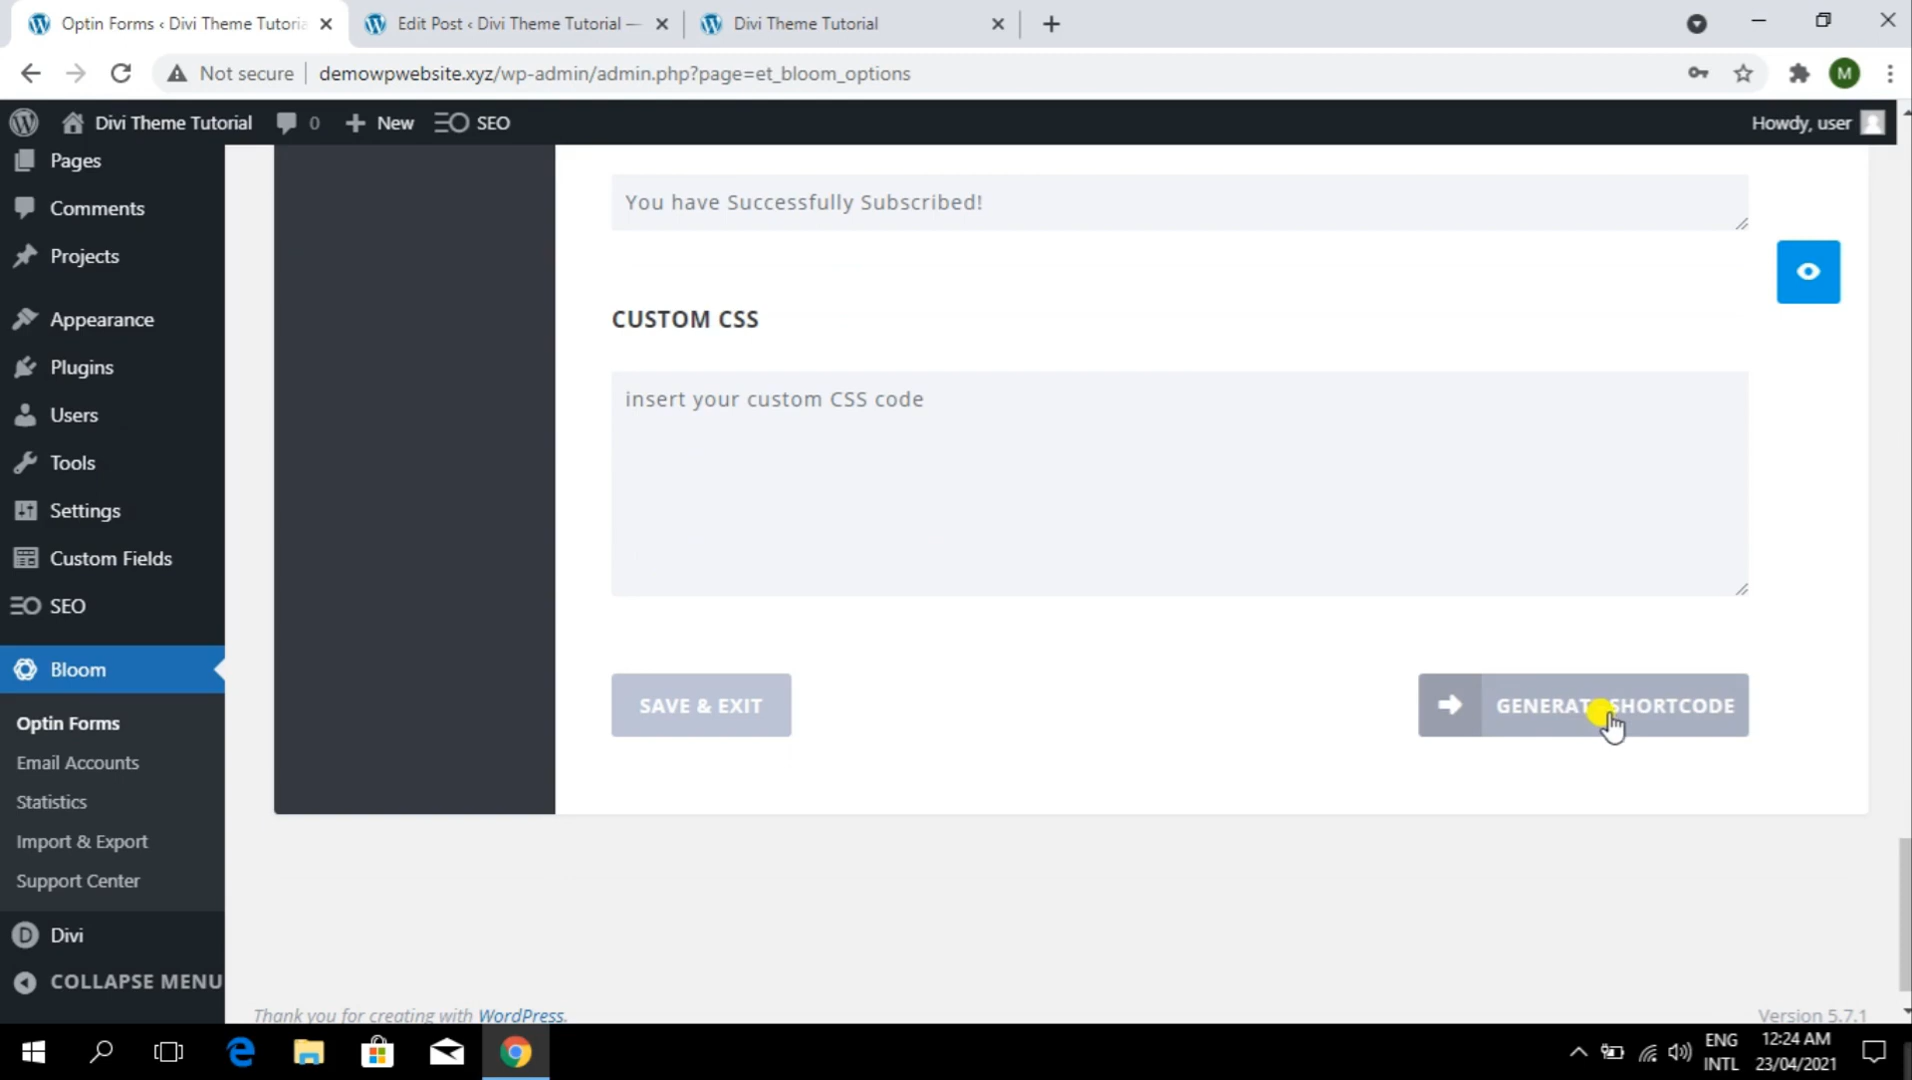 Optin Forms ‹ Divi Theme Tutoria
Edit Post ‹ Divi Theme Tutorial —
Divi Theme Tutorial
Not secure
demowpwebsite.xyz/wp-admin/admin.php?page=et_bloom_options
M
Divi Theme Tutorial
0
New
SEO
Howdy, user
Pages
Comments
Projects
Appearance
Plugins
Users
Tools
Settings
Custom Fields
SEO
Bloom
Optin Forms
Email Accounts
Statistics
Import & Export
Support Center
Divi
COLLAPSE MENU
You have Successfully Subscribed!
CUSTOM CSS
insert your custom CSS code
SAVE & EXIT
GENERATE SHORTCODE
Thank you for creating with WordPress.
Version 5.7.1
ENG
INTL
12:24 AM
23/04/2021